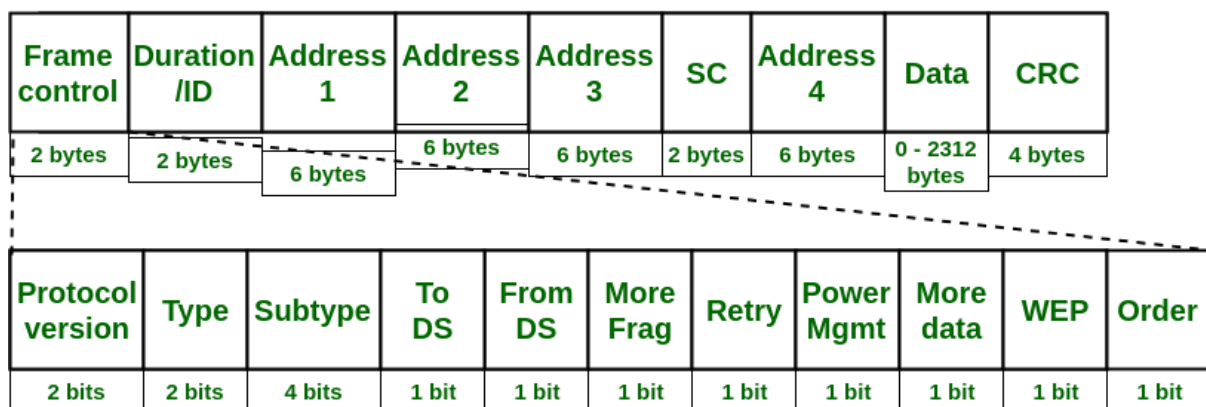 Frame control
Duration /ID
Address 1
Address 2
Address 3
SC
Address 4
Data
CRC
2 bytes
2 bytes
6 bytes
6 bytes
6 bytes
2 bytes
6 bytes
0 - 2312 bytes
4 bytes
Protocol version
Type
Subtype
To DS
From DS
More Frag
Retry
Power Mgmt
More data
WEP
Order
2 bits
2 bits
4 bits
1 bit
1 bit
1 bit
1 bit
1 bit
1 bit
1 bit
1 bit